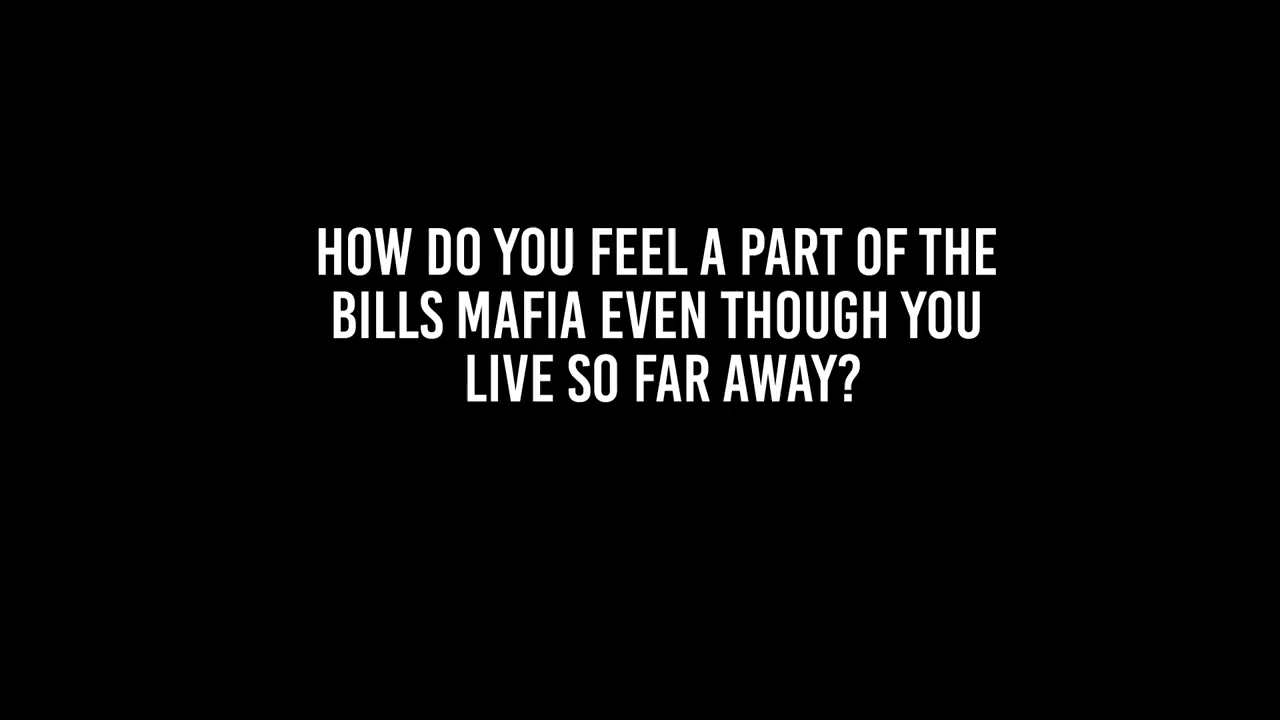 HOW DO YOU FEEL A PART OF THE
BILLS MAFIA EVEN THOUGH YOU
LIVE SO FAR AWAY?